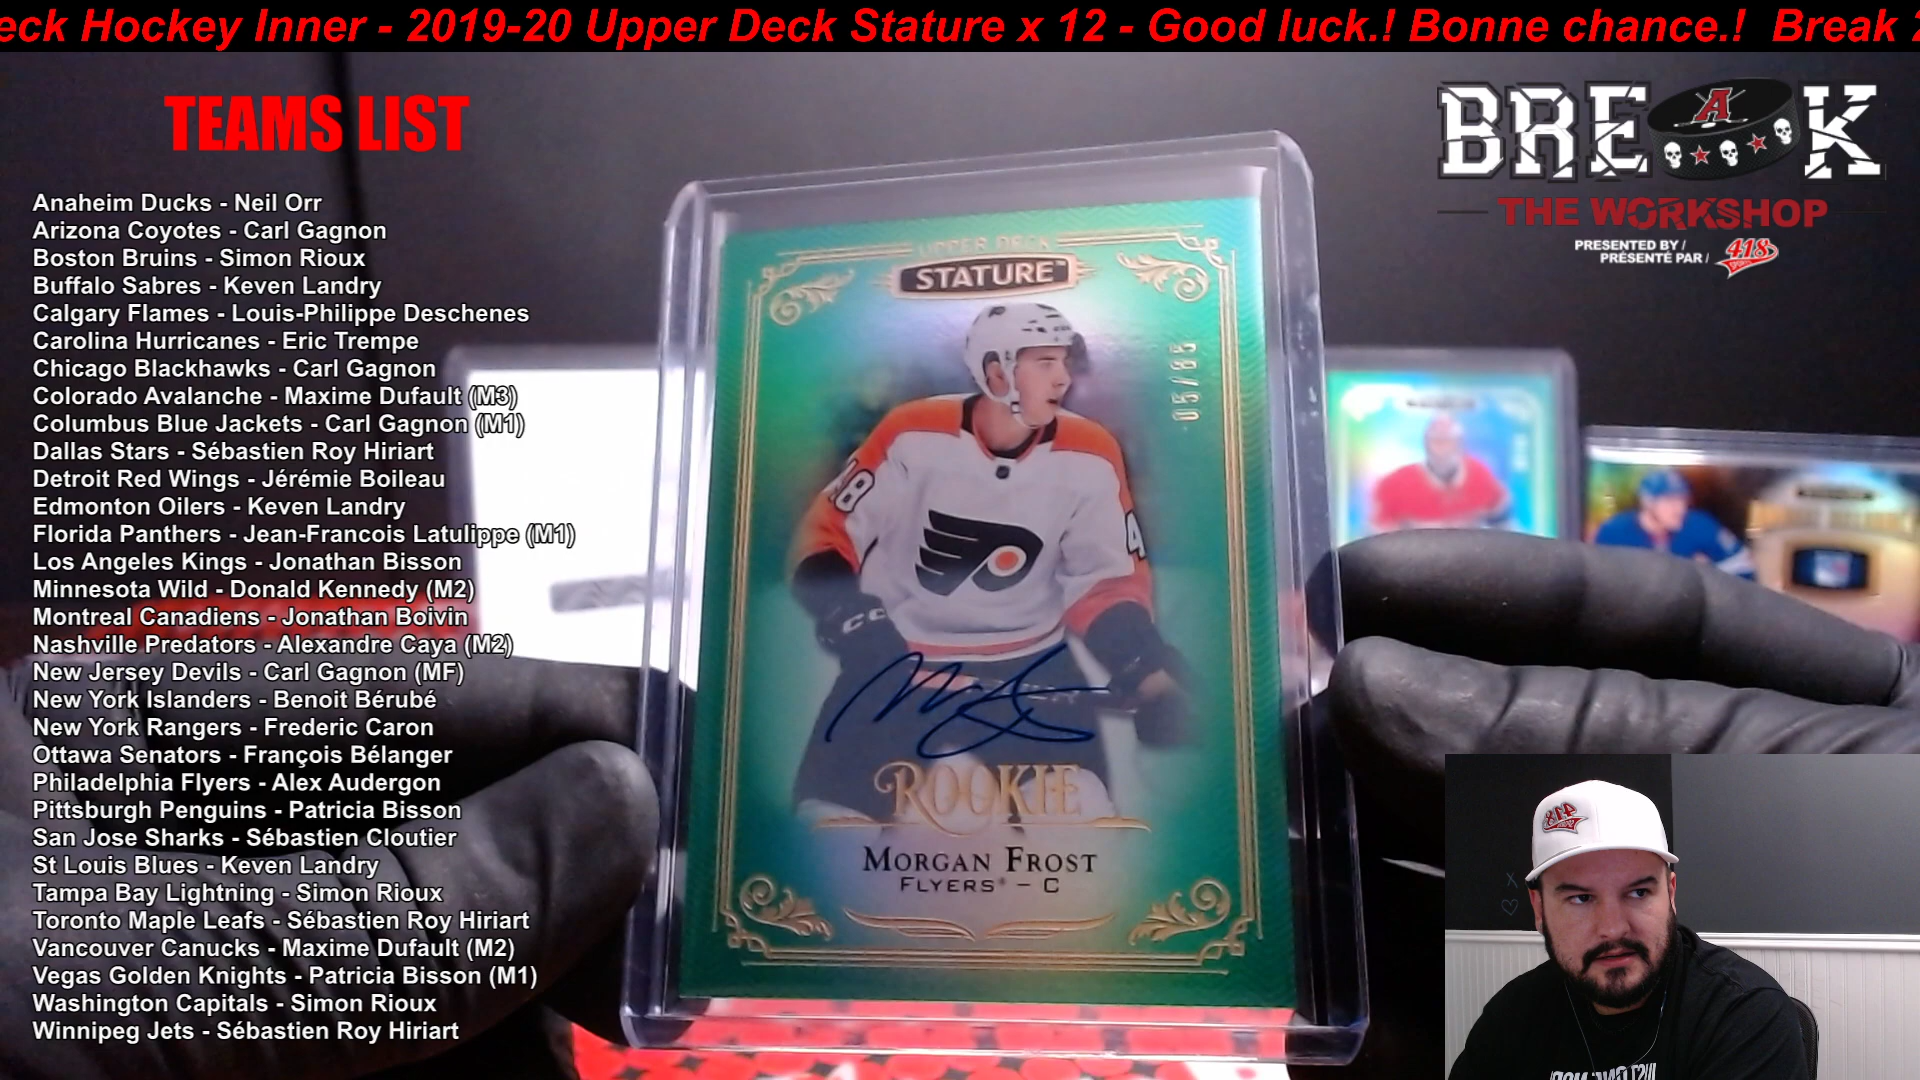 eck Hockey Inner - 2019-20 Upper Deck Stature x 12 - Good luck.! Bonne chance.! Break 2
TEAMS LIST
Anaheim Ducks - Neil Orr
Arizona Coyotes - Carl Gagnon
Boston Bruins - Simon Rioux
Buffalo Sabres - Keven Landry
Calgary Flames - Louis-Philippe Deschenes
Carolina Hurricanes - Eric Trempe
Chicago Blackhawks - Carl Gagnon
Colorado Avalanche - Maxime Dufault (M3)
Columbus Blue Jackets - Carl Gagnon (M1)
Dallas Stars - Sébastien Roy Hiriart
Detroit Red Wings - Jérémie Boileau
Edmonton Oilers - Keven Landry
Florida Panthers - Jean-Francois Latulippe (M1)
Los Angeles Kings - Jonathan Bisson
Minnesota Wild - Donald Kennedy (M2)
Montreal Canadiens - Jonathan Boivin
Nashville Predators - Alexandre Caya (M2)
New Jersey Devils - Carl Gagnon (MF)
New York Islanders - Benoit Bérubé
New York Rangers - Frederic Caron
Ottawa Senators - François Bélanger
Philadelphia Flyers - Alex Audergon
Pittsburgh Penguins - Patricia Bisson
San Jose Sharks - Sébastien Cloutier
St Louis Blues - Keven Landry
Tampa Bay Lightning - Simon Rioux
Toronto Maple Leafs - Sébastien Roy Hiriart
Vancouver Canucks - Maxime Dufault (M2)
Vegas Golden Knights - Patricia Bisson (M1)
Washington Capitals - Simon Rioux
Winnipeg Jets - Sébastien Roy Hiriart
UPPER DECK
STATURE
05/85
48
4
CC
ROOKIE
MORGAN FROST
FLYERS - C
BREAK
A
THE WORKSHOP
PRESENTED BY /
PRÉSENTÉ PAR /
418
418